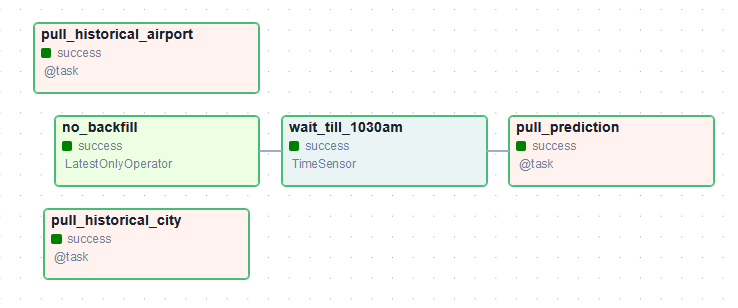 pull_historical_airport
success
@task
no_backfill
success
LatestOnlyOperator
wait_till_1030am
success
TimeSensor
pull_prediction
success
@task
pull_historical_city
success
@task